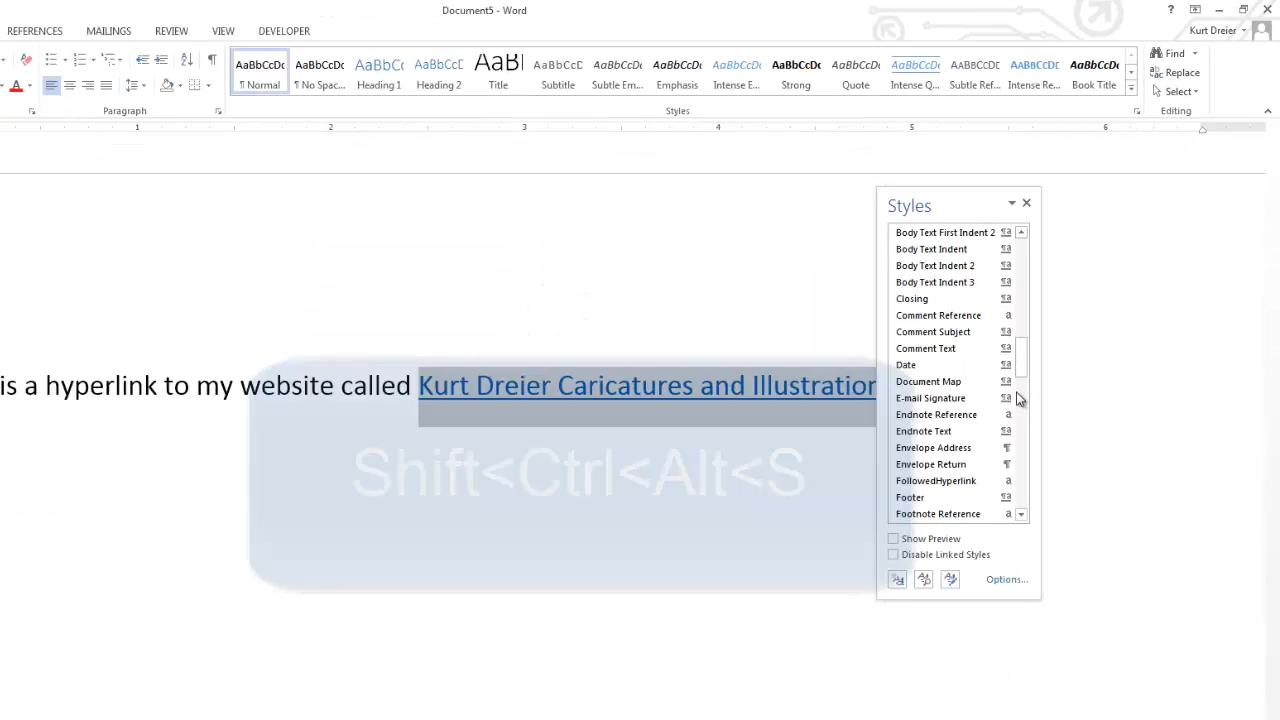 Document5 - Word
?
REFERENCES MAILINGS REVIEW VIEW DEVELOPER
Kurt Dreier
AaBbCcDc AaBbCcDc AaBbCc AaBbCcD AaBl AaBbCcD AaBbCcDc AaBbCcDc AaBbCcDc AaBbCcDc AaBbCcDc AaBbCcDc AaBbCcDc AaBbCcDc AaBbCcDc
¶ Normal ¶ No Spac... Heading 1 Heading 2 Title Subtitle Subtle Em... Emphasis Intense E... Strong Quote Intense Q... Subtle Ref... Intense Re... Book Title
Find
Replace
Select
Paragraph Styles Editing
1 2 3 4 5 6
Styles
Body Text First Indent 2 ¶a
Body Text Indent ¶a
Body Text Indent 2 ¶a
Body Text Indent 3 ¶a
Closing ¶a
Comment Reference a
Comment Subject ¶a
Comment Text ¶a
Date ¶a
Document Map ¶a
E-mail Signature ¶a
Endnote Reference a
Endnote Text ¶a
Envelope Address ¶
Envelope Return ¶
FollowedHyperlink a
Footer ¶a
Footnote Reference a
Show Preview
Disable Linked Styles
Options...
is a hyperlink to my website called Kurt Dreier Caricatures and Illustration
Shift<Ctrl<Alt<S